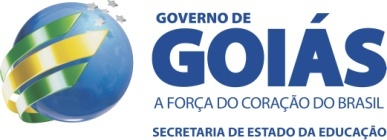 GOVERNO DE
GOIÁS
A FORÇA DO CORAÇÃO DO BRASIL
SECRETARIA DE ESTADO DA EDUCAÇÃO